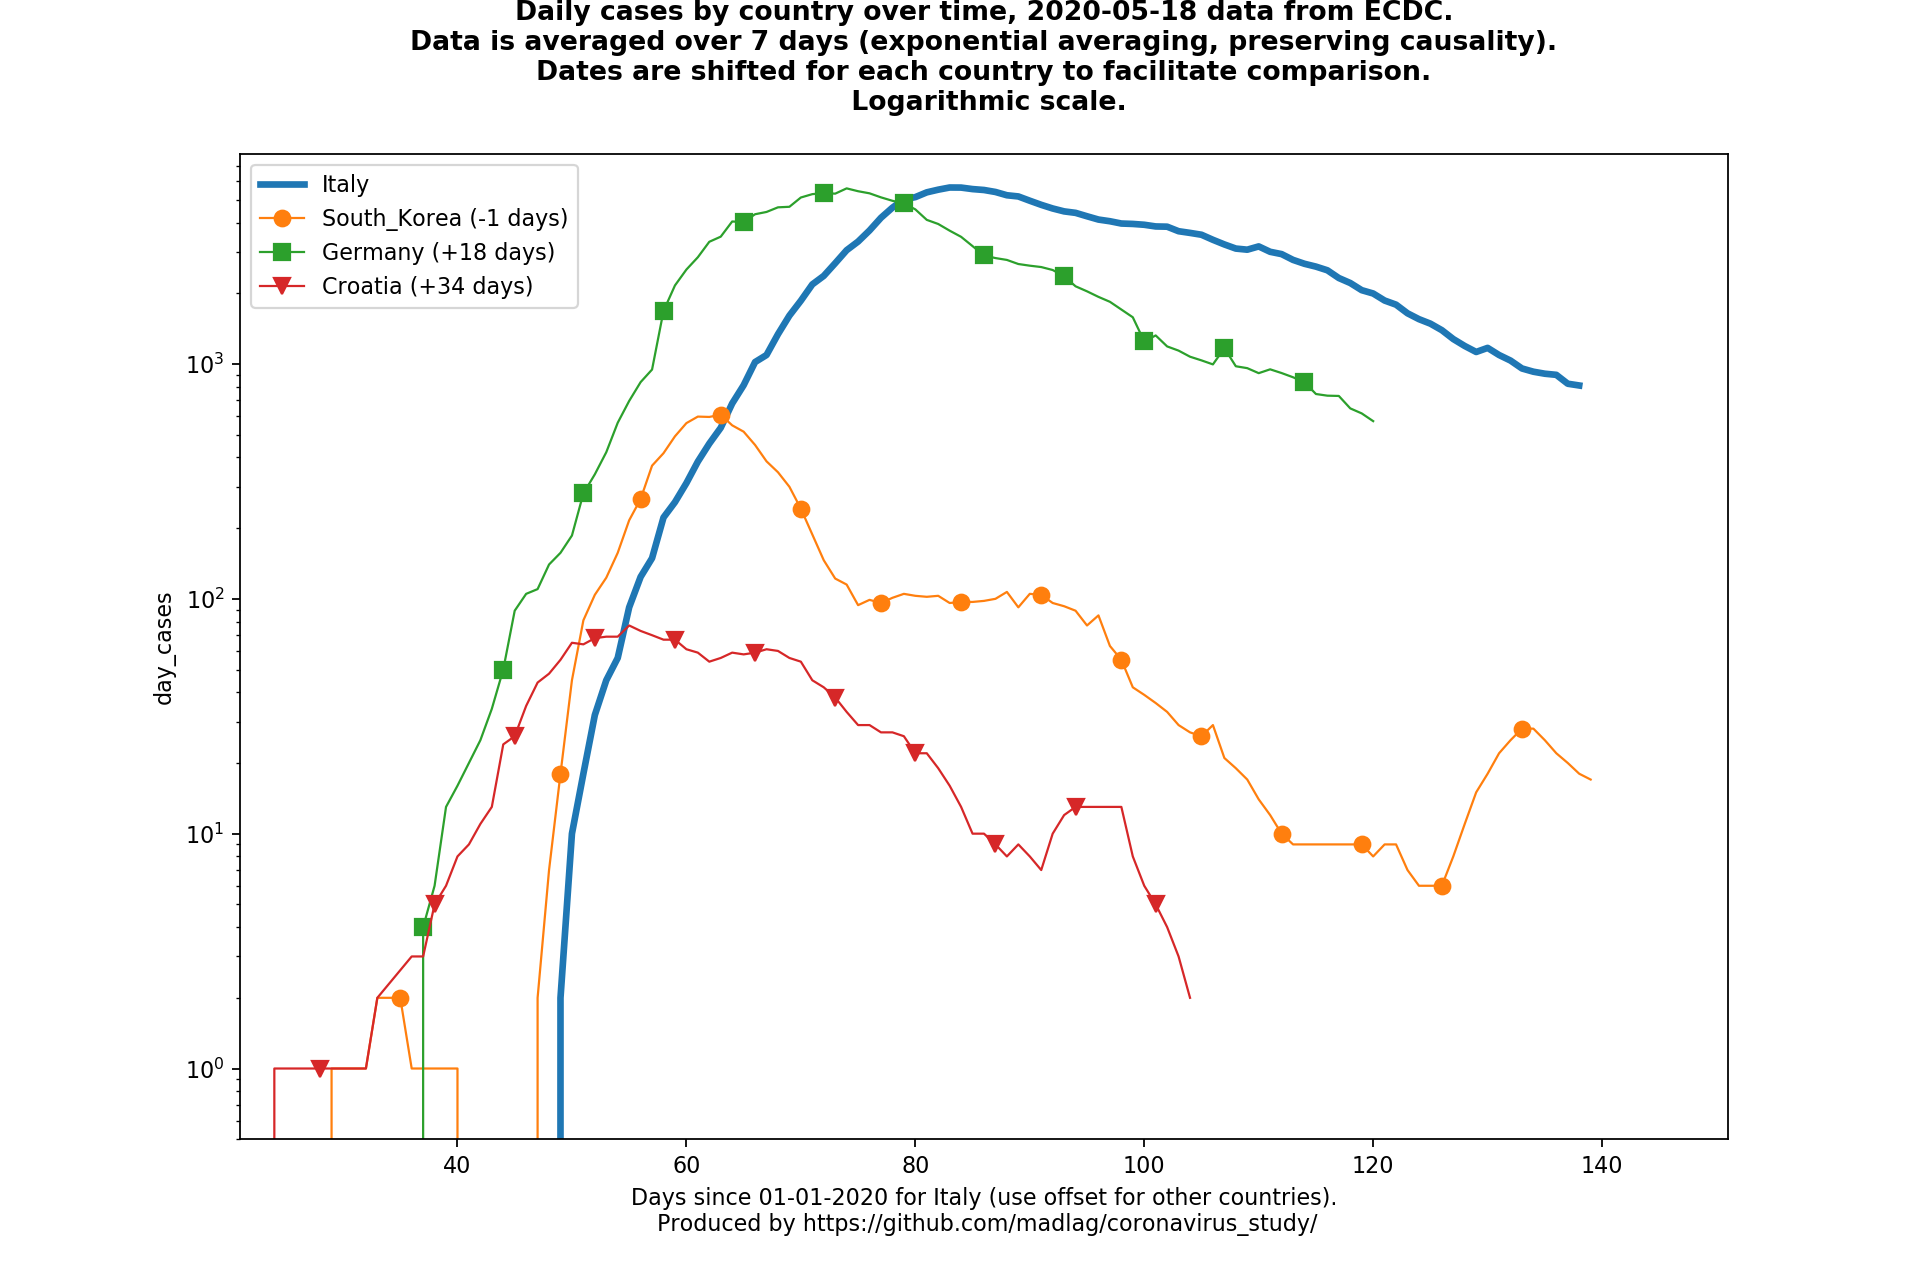 Daily cases by country over time, 2020-05-18 data from ECDC.
Data is averaged over 7 days (exponential averaging, preserving causality).
Dates are shifted for each country to facilitate comparison.
Logarithmic scale.
Italy
South_Korea (-1 days)
Germany (+18 days)
Croatia (+34 days)
day_cases
10³
10²
10¹
10⁰
40 60 80 100 120 140
Days since 01-01-2020 for Italy (use offset for other countries).
Produced by https://github.com/madlag/coronavirus_study/